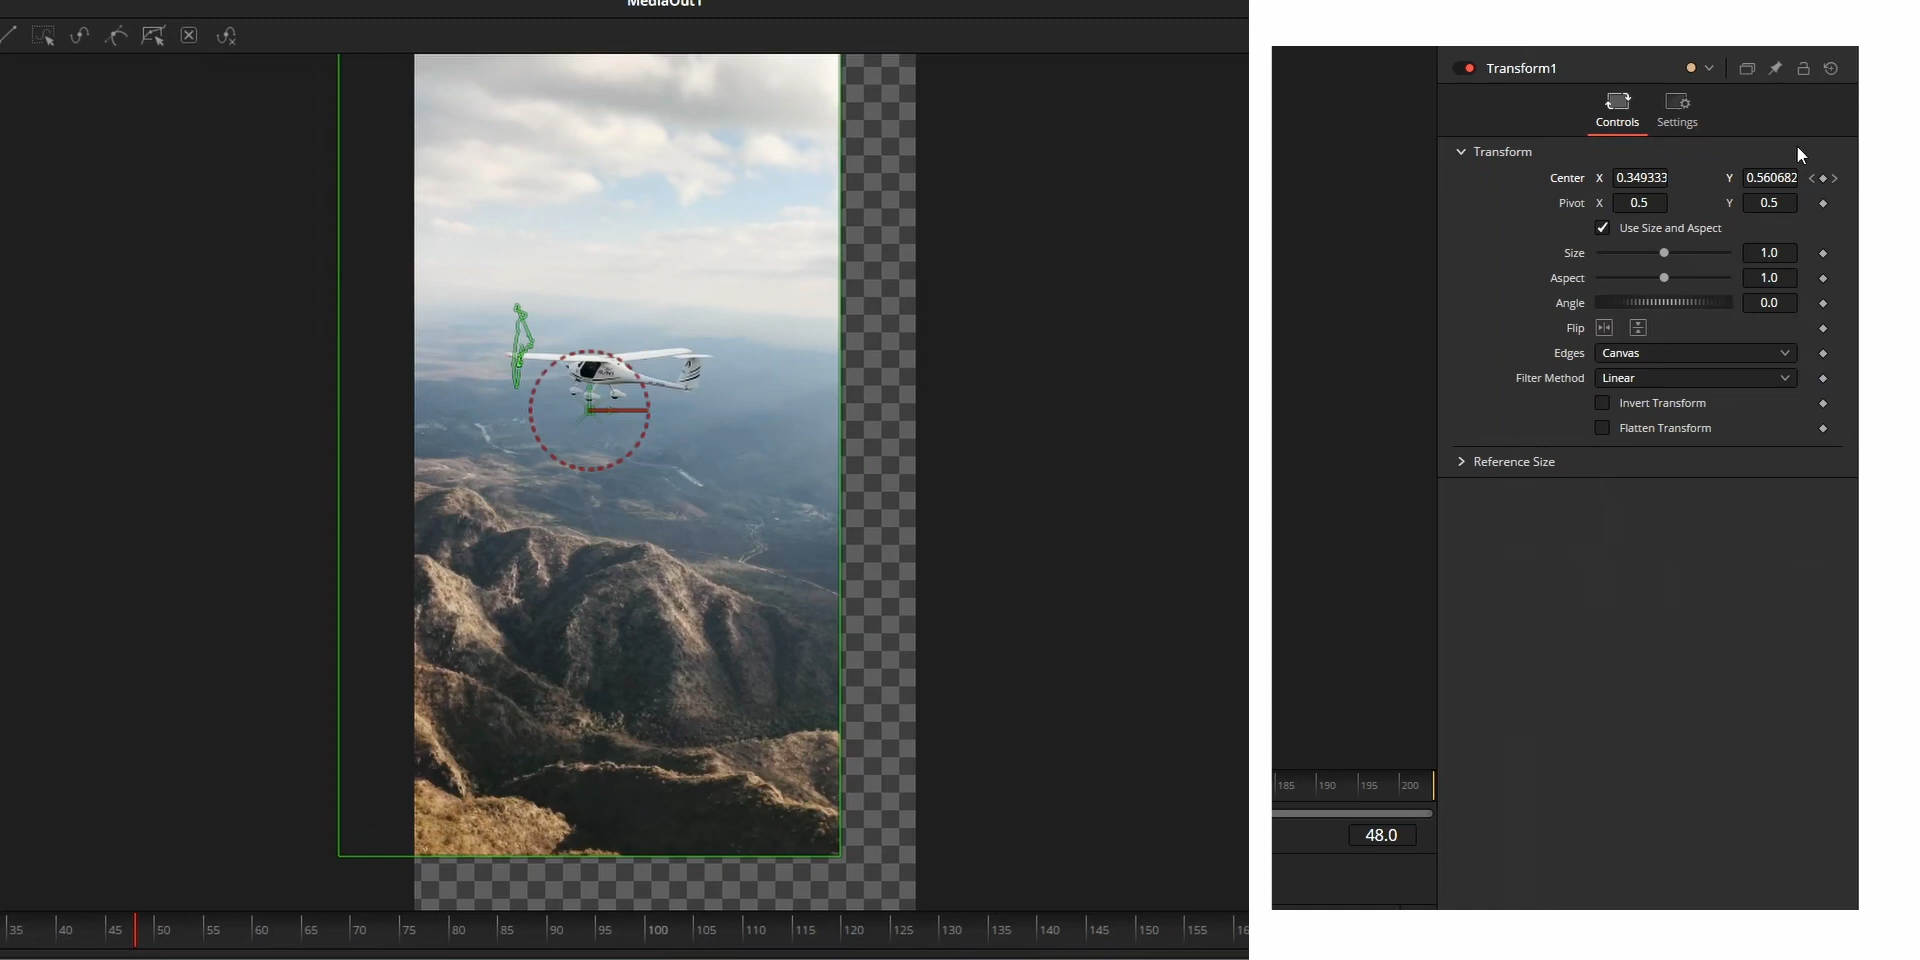 MediaOut1
Transform1
Controls Settings
Transform
Center X 0.349333 Y 0.560682
Pivot X 0.5 Y 0.5
Use Size and Aspect
Size 1.0
Aspect 1.0
Angle 0.0
Flip
Edges Canvas
Filter Method Linear
Invert Transform
Flatten Transform
Reference Size
185 190 195 200
48.0
35 40 45 50 55 60 65 70 75 80 85 90 95 100 105 110 115 120 125 130 135 140 145 150 155 16